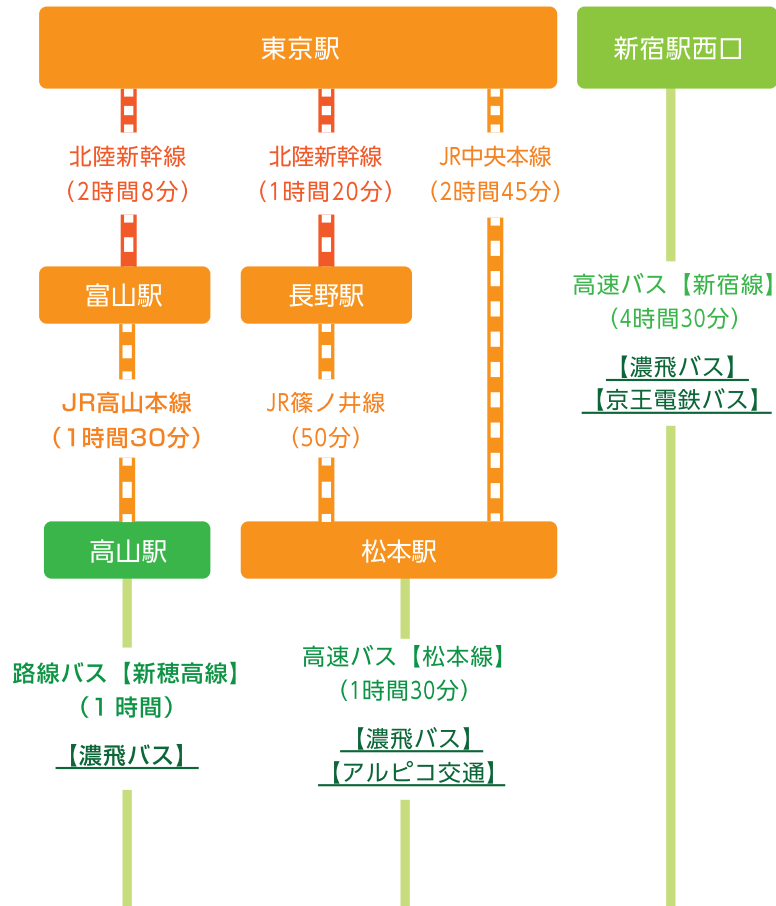 東京駅
新宿駅西口
北陸新幹線
(2時間8分)
北陸新幹線
(1時間20分)
JR中央本線
(2時間45分)
富山駅
長野駅
高速バス【新宿線】
(4時間30分)
【濃飛バス】
【京王電鉄バス】
JR高山本線
(1時間30分)
JR篠ノ井線
(50分)
高山駅
松本駅
路線バス【新穂高線】
(1 時間)
【濃飛バス】
高速バス【松本線】
(1時間30分)
【濃飛バス】
【アルピコ交通】